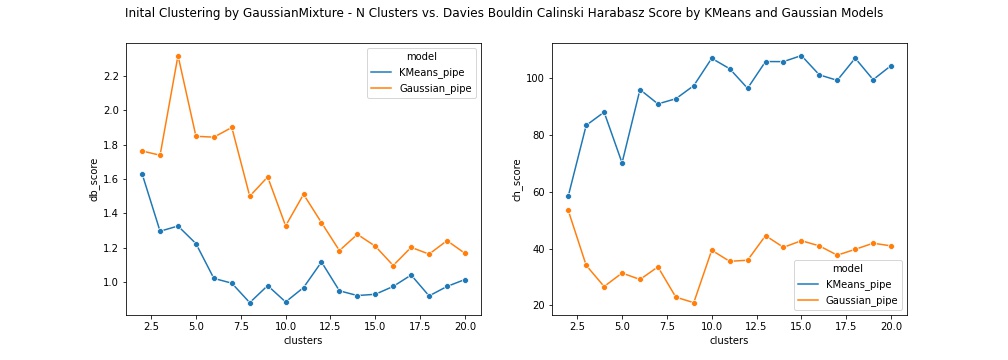 Inital Clustering by GaussianMixture - N Clusters vs. Davies Bouldin Calinski Harabasz Score by KMeans and Gaussian Models
model
KMeans_pipe
Gaussian_pipe
db_score
2.2
2.0
1.8
1.6
1.4
1.2
1.0
2.5 5.0 7.5 10.0 12.5 15.0 17.5 20.0
clusters
ch_score
100
80
60
40
20
model
KMeans_pipe
Gaussian_pipe
2.5 5.0 7.5 10.0 12.5 15.0 17.5 20.0
clusters